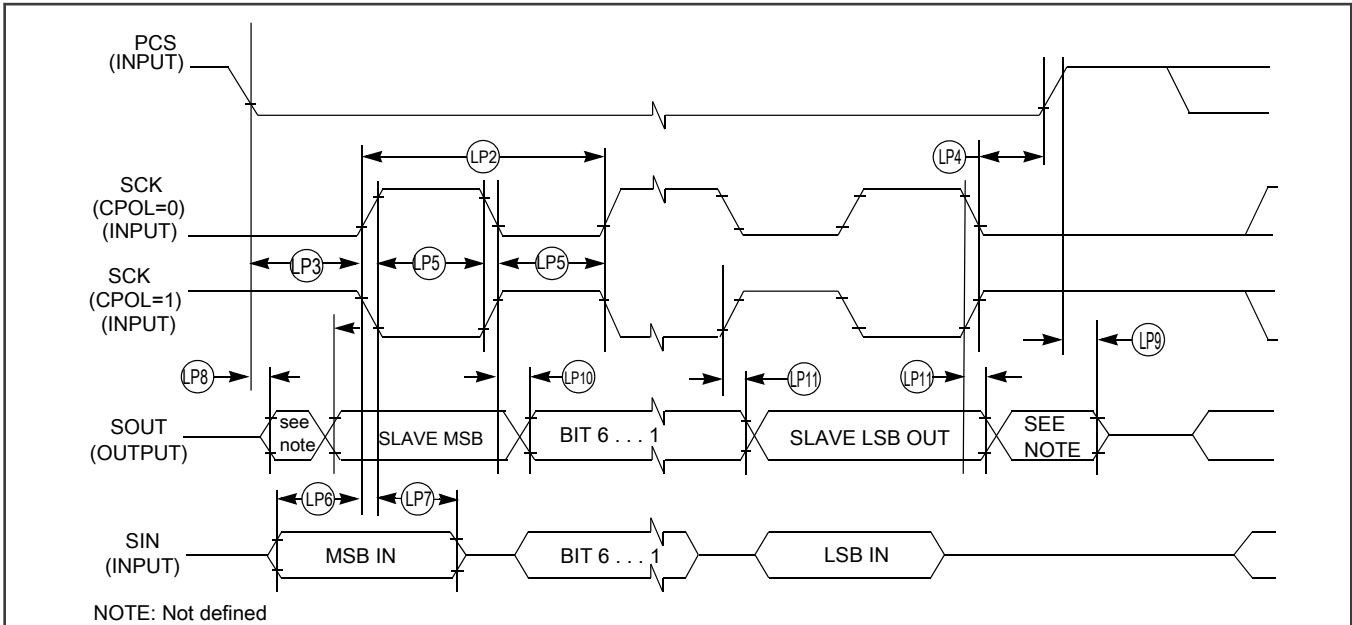 PCS
(INPUT)
LP2
LP4
SCK
(CPOL=0)
(INPUT)
LP3
LP5
LP5
SCK
(CPOL=1)
(INPUT)
LP9
LP8
LP10
LP11
LP11
SOUT
(OUTPUT)
see
note
SLAVE MSB
BIT 6 . . . 1
SLAVE LSB OUT
SEE
NOTE
LP6
LP7
SIN
(INPUT)
MSB IN
BIT 6 . . . 1
LSB IN
NOTE: Not defined